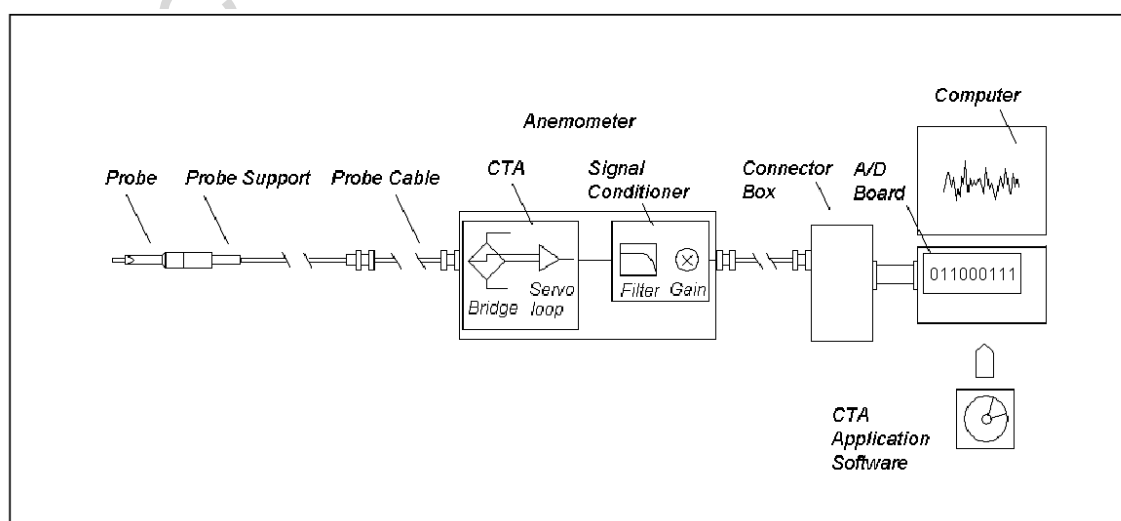 Computer
Anemometer
Probe
Probe Support
Probe Cable
CTA
Signal
Conditioner
Connector
Box
A/D
Board
Bridge
Servo
loop
Filter
Gain
011000111
CTA
Application
Software